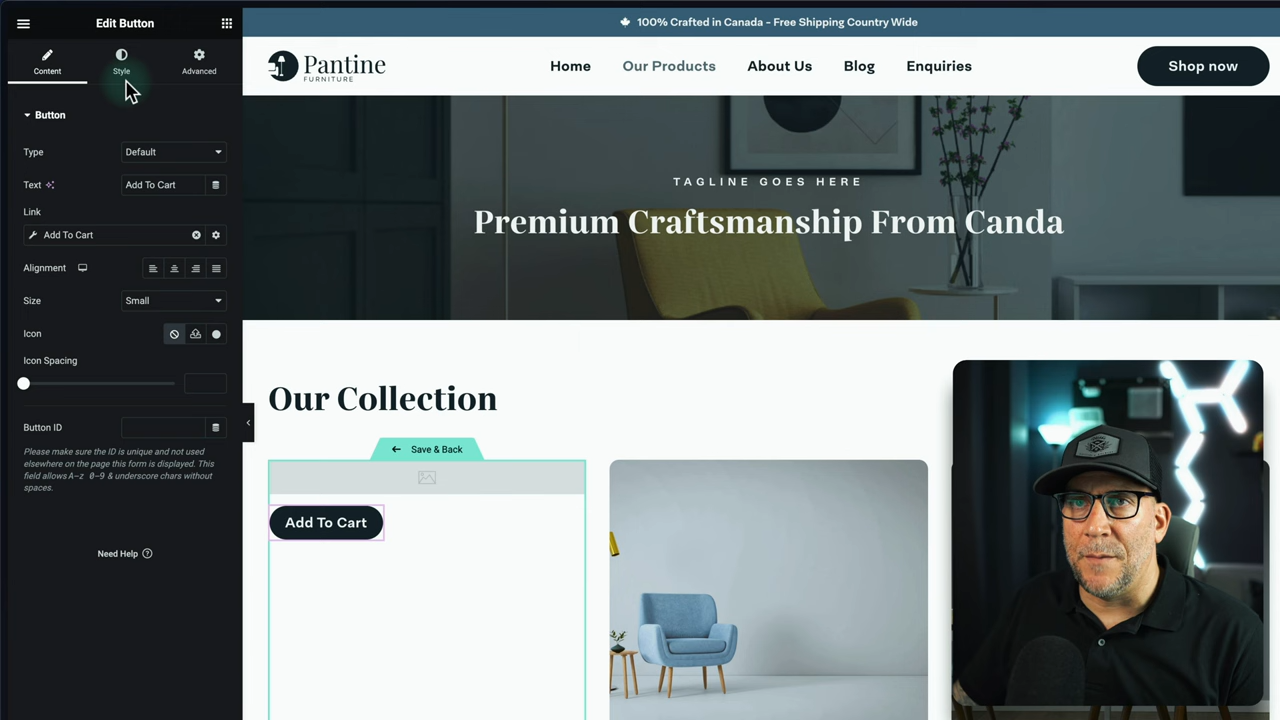 Edit Button
Content
Style
Advanced
Button
Type
Default
Text
Add To Cart
Link
Add To Cart
Alignment
Size
Small
Icon
Icon Spacing
Button ID
Please make sure the ID is unique and not used
elsewhere on the page this form is displayed. This
field allows A-z 0-9 & underscore chars without
spaces.
Need Help
100% Crafted in Canada - Free Shipping Country Wide
Pantine
FURNITURE
Home
Our Products
About Us
Blog
Enquiries
Shop now
TAGLINE GOES HERE
Premium Craftsmanship From Canda
Our Collection
Save & Back
Add To Cart